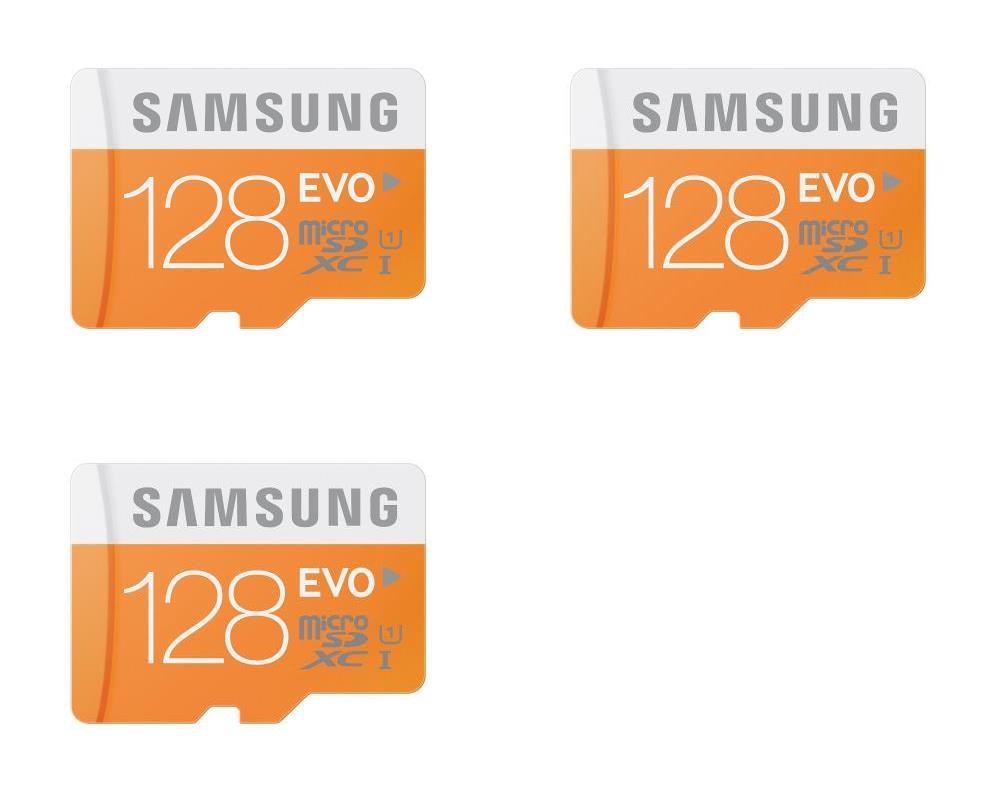 SAMSUNG
128 EVO
micro
SD
XC I
1
SAMSUNG
128 EVO
micro
SD
XC I
1
SAMSUNG
128 EVO
micro
SD
XC I
1